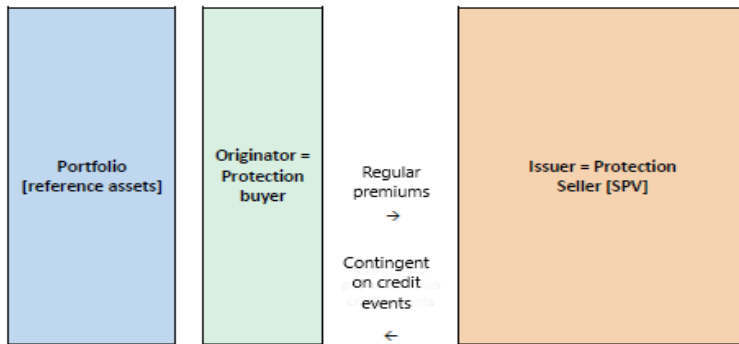 Portfolio
[reference assets]
Originator =
Protection
buyer
Regular
premiums
→
Contingent
on credit
events
←
Issuer = Protection
Seller [SPV]